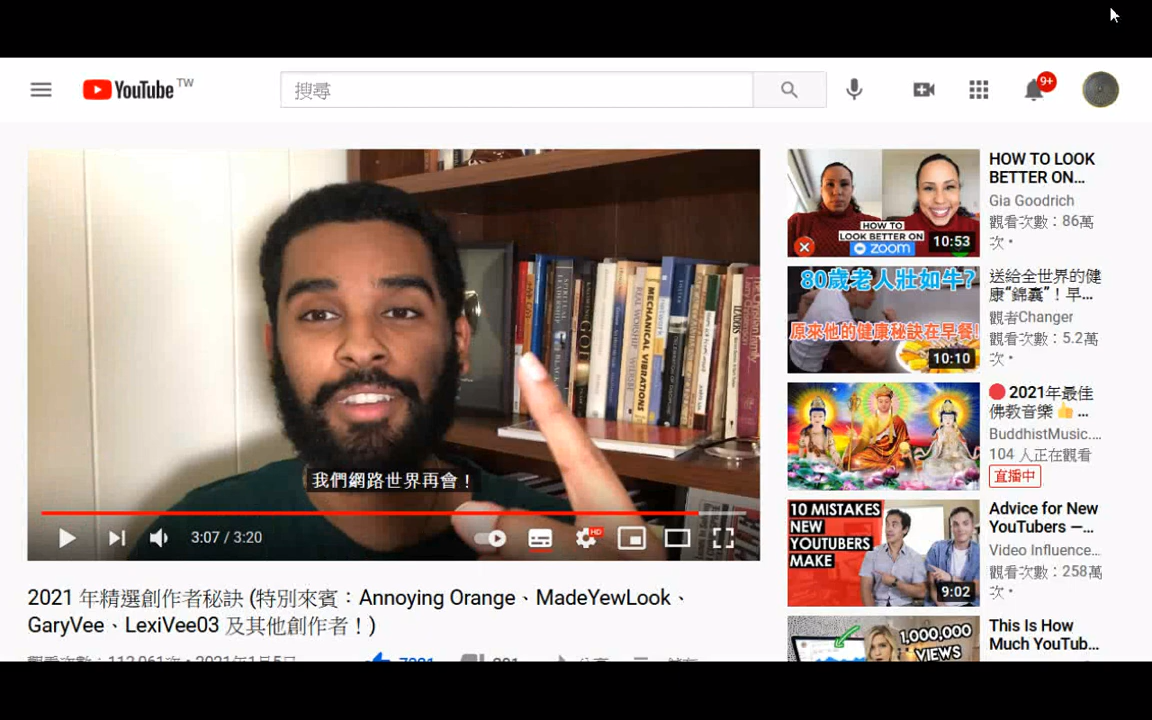 YouTube TW
搜尋
9+
我們網路世界再會！
3:07 / 3:20
HD
2021 年精選創作者秘訣 (特別來賓：Annoying Orange、MadeYewLook、
GaryVee、LexiVee03 及其他創作者！)
HOW TO
LOOK BETTER ON
zoom
10:53
HOW TO LOOK
BETTER ON...
Gia Goodrich
觀看次數：86萬
次・
80歲老人壯如牛?
原來他的健康秘訣在早餐!
10:10
送給全世界的健
康“錦囊”！早...
觀者Changer
觀看次數：5.2萬
次・
2021年最佳
佛教音樂👍 ...
BuddhistMusic....
104 人正在觀看
直播中
10 MISTAKES
NEW
YOUTUBERS
MAKE
9:02
Advice for New
YouTubers —...
Video Influence...
觀看次數：258萬
次・
1,000,000
VIEWS
This Is How
Much YouTub...
MECHANICAL VIBRATIONS
REAL WORSHIP